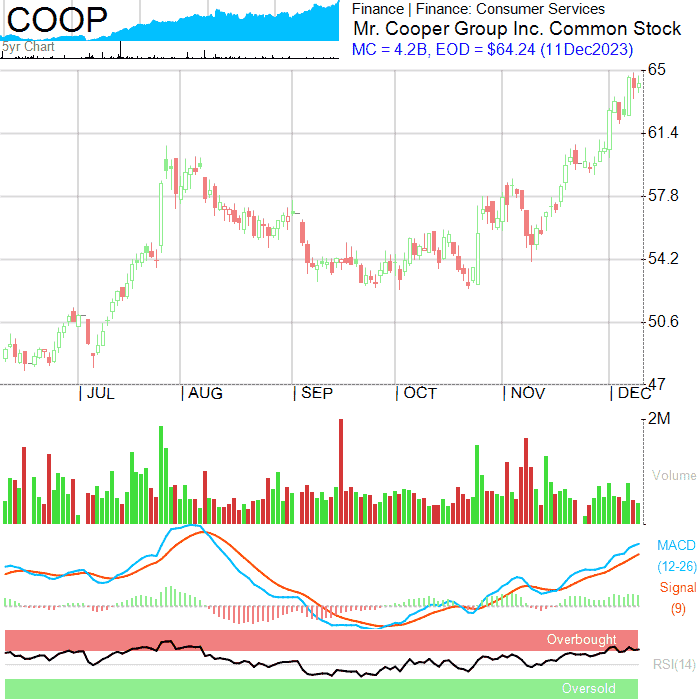 COOP
5yr Chart
Finance | Finance: Consumer Services
Mr. Cooper Group Inc. Common Stock
MC = 4.2B, EOD = $64.24 (11Dec2023)
65
61.4
57.8
54.2
50.6
47
| JUL | AUG | SEP | OCT | NOV | DEC
2M
Volume
MACD
(12-26)
Signal
(9)
Overbought
RSI(14)
Oversold